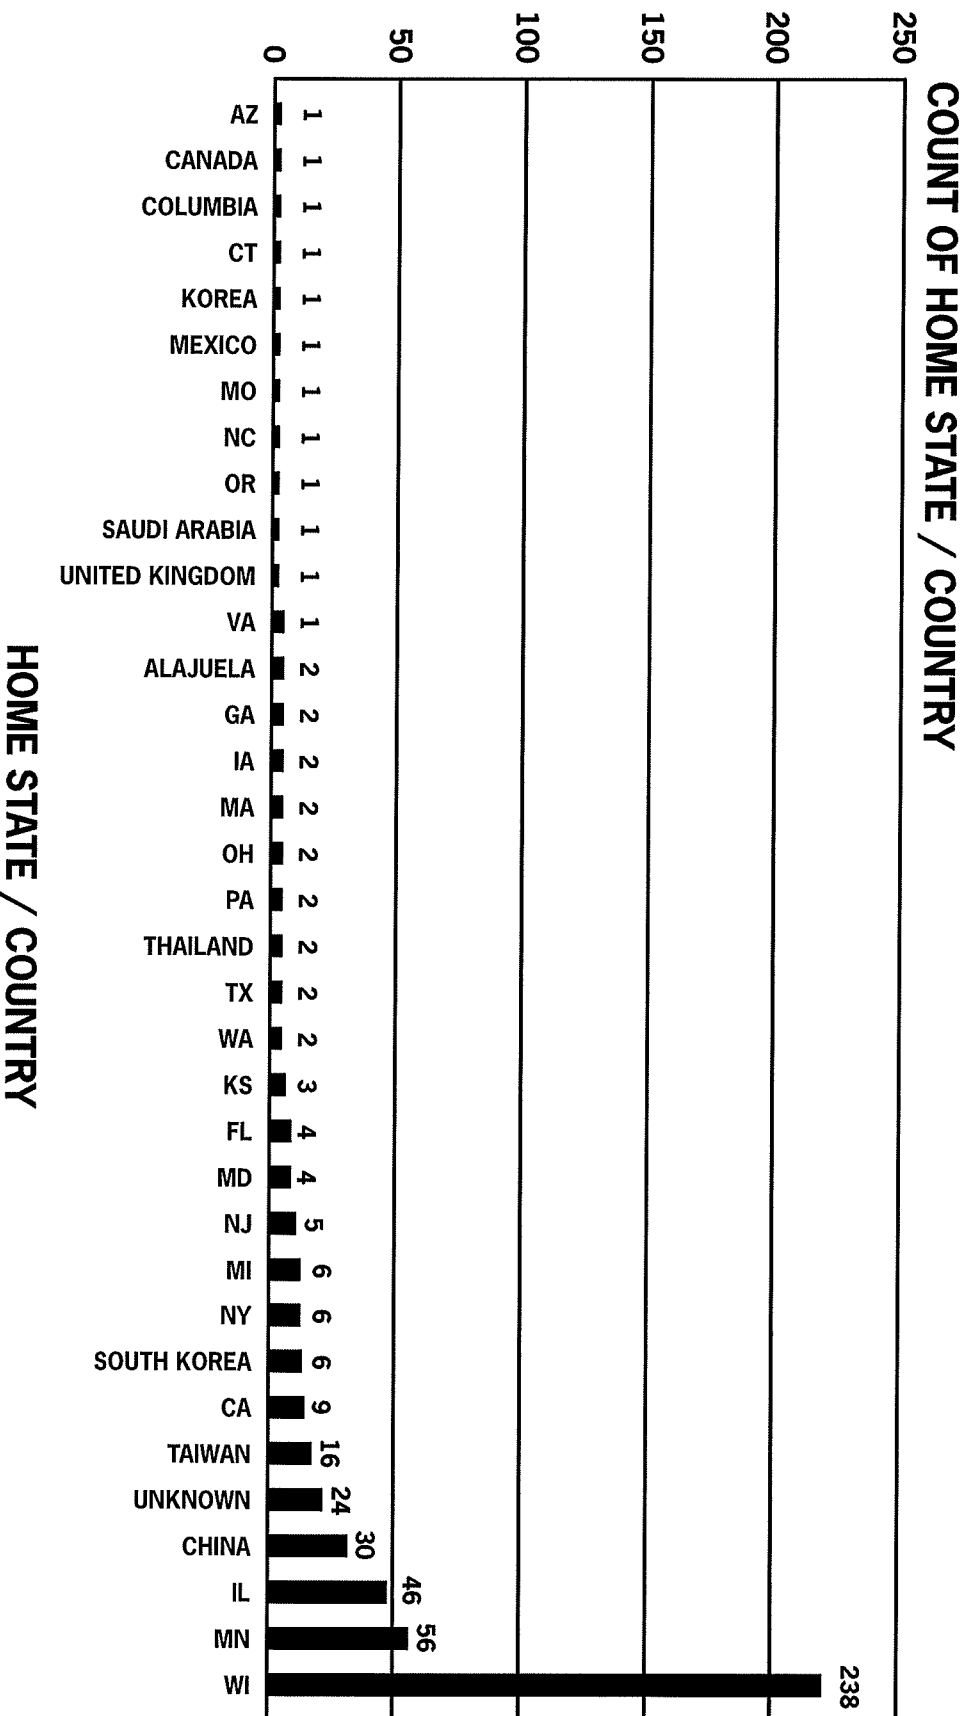 COUNT OF HOME STATE / COUNTRY
250
200
150
100
50
0
AZ 1
CANADA 1
COLUMBIA 1
CT 1
KOREA 1
MEXICO 1
MO 1
NC 1
OR 1
SAUDI ARABIA 1
UNITED KINGDOM 1
VA 1
ALAJUELA 2
GA 2
IA 2
MA 2
OH 2
PA 2
THAILAND 2
TX 2
WA 2
KS 3
FL 4
MD 4
NJ 5
MI 6
NY 6
SOUTH KOREA 6
CA 9
TAIWAN 16
UNKNOWN 24
CHINA 30
IL 46
MN 56
WI 238
HOME STATE / COUNTRY